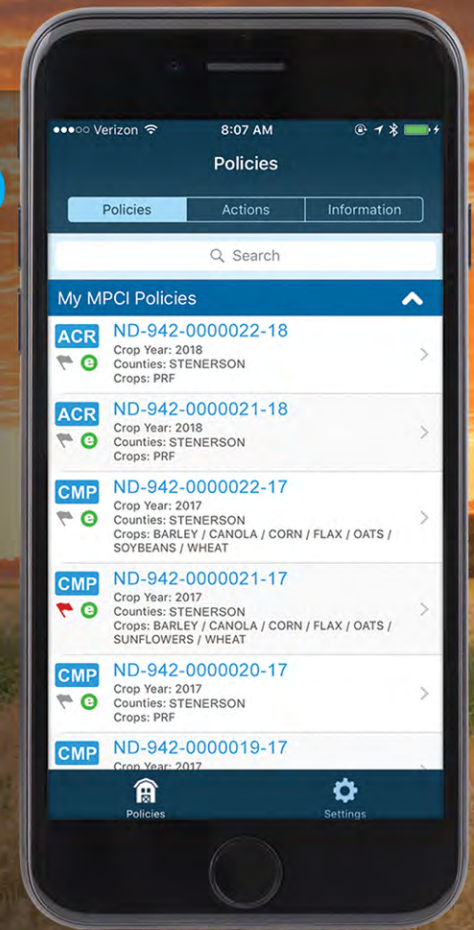 Verizon 8:07 AM
Policies
Policies Actions Information
Search
My MPCI Policies
ACR ND-942-0000022-18
Crop Year: 2018
Counties: STENERSON
e Crops: PRF
ACR ND-942-0000021-18
Crop Year: 2018
Counties: STENERSON
e Crops: PRF
CMP ND-942-0000022-17
Crop Year: 2017
Counties: STENERSON
e Crops: BARLEY / CANOLA / CORN / FLAX / OATS /
SOYBEANS / WHEAT
CMP ND-942-0000021-17
Crop Year: 2017
Counties: STENERSON
e Crops: BARLEY / CANOLA / CORN / FLAX / OATS /
SUNFLOWERS / WHEAT
CMP ND-942-0000020-17
Crop Year: 2017
Counties: STENERSON
e Crops: PRF
CMP ND-942-0000019-17
Crop Year: 2017
Policies Settings